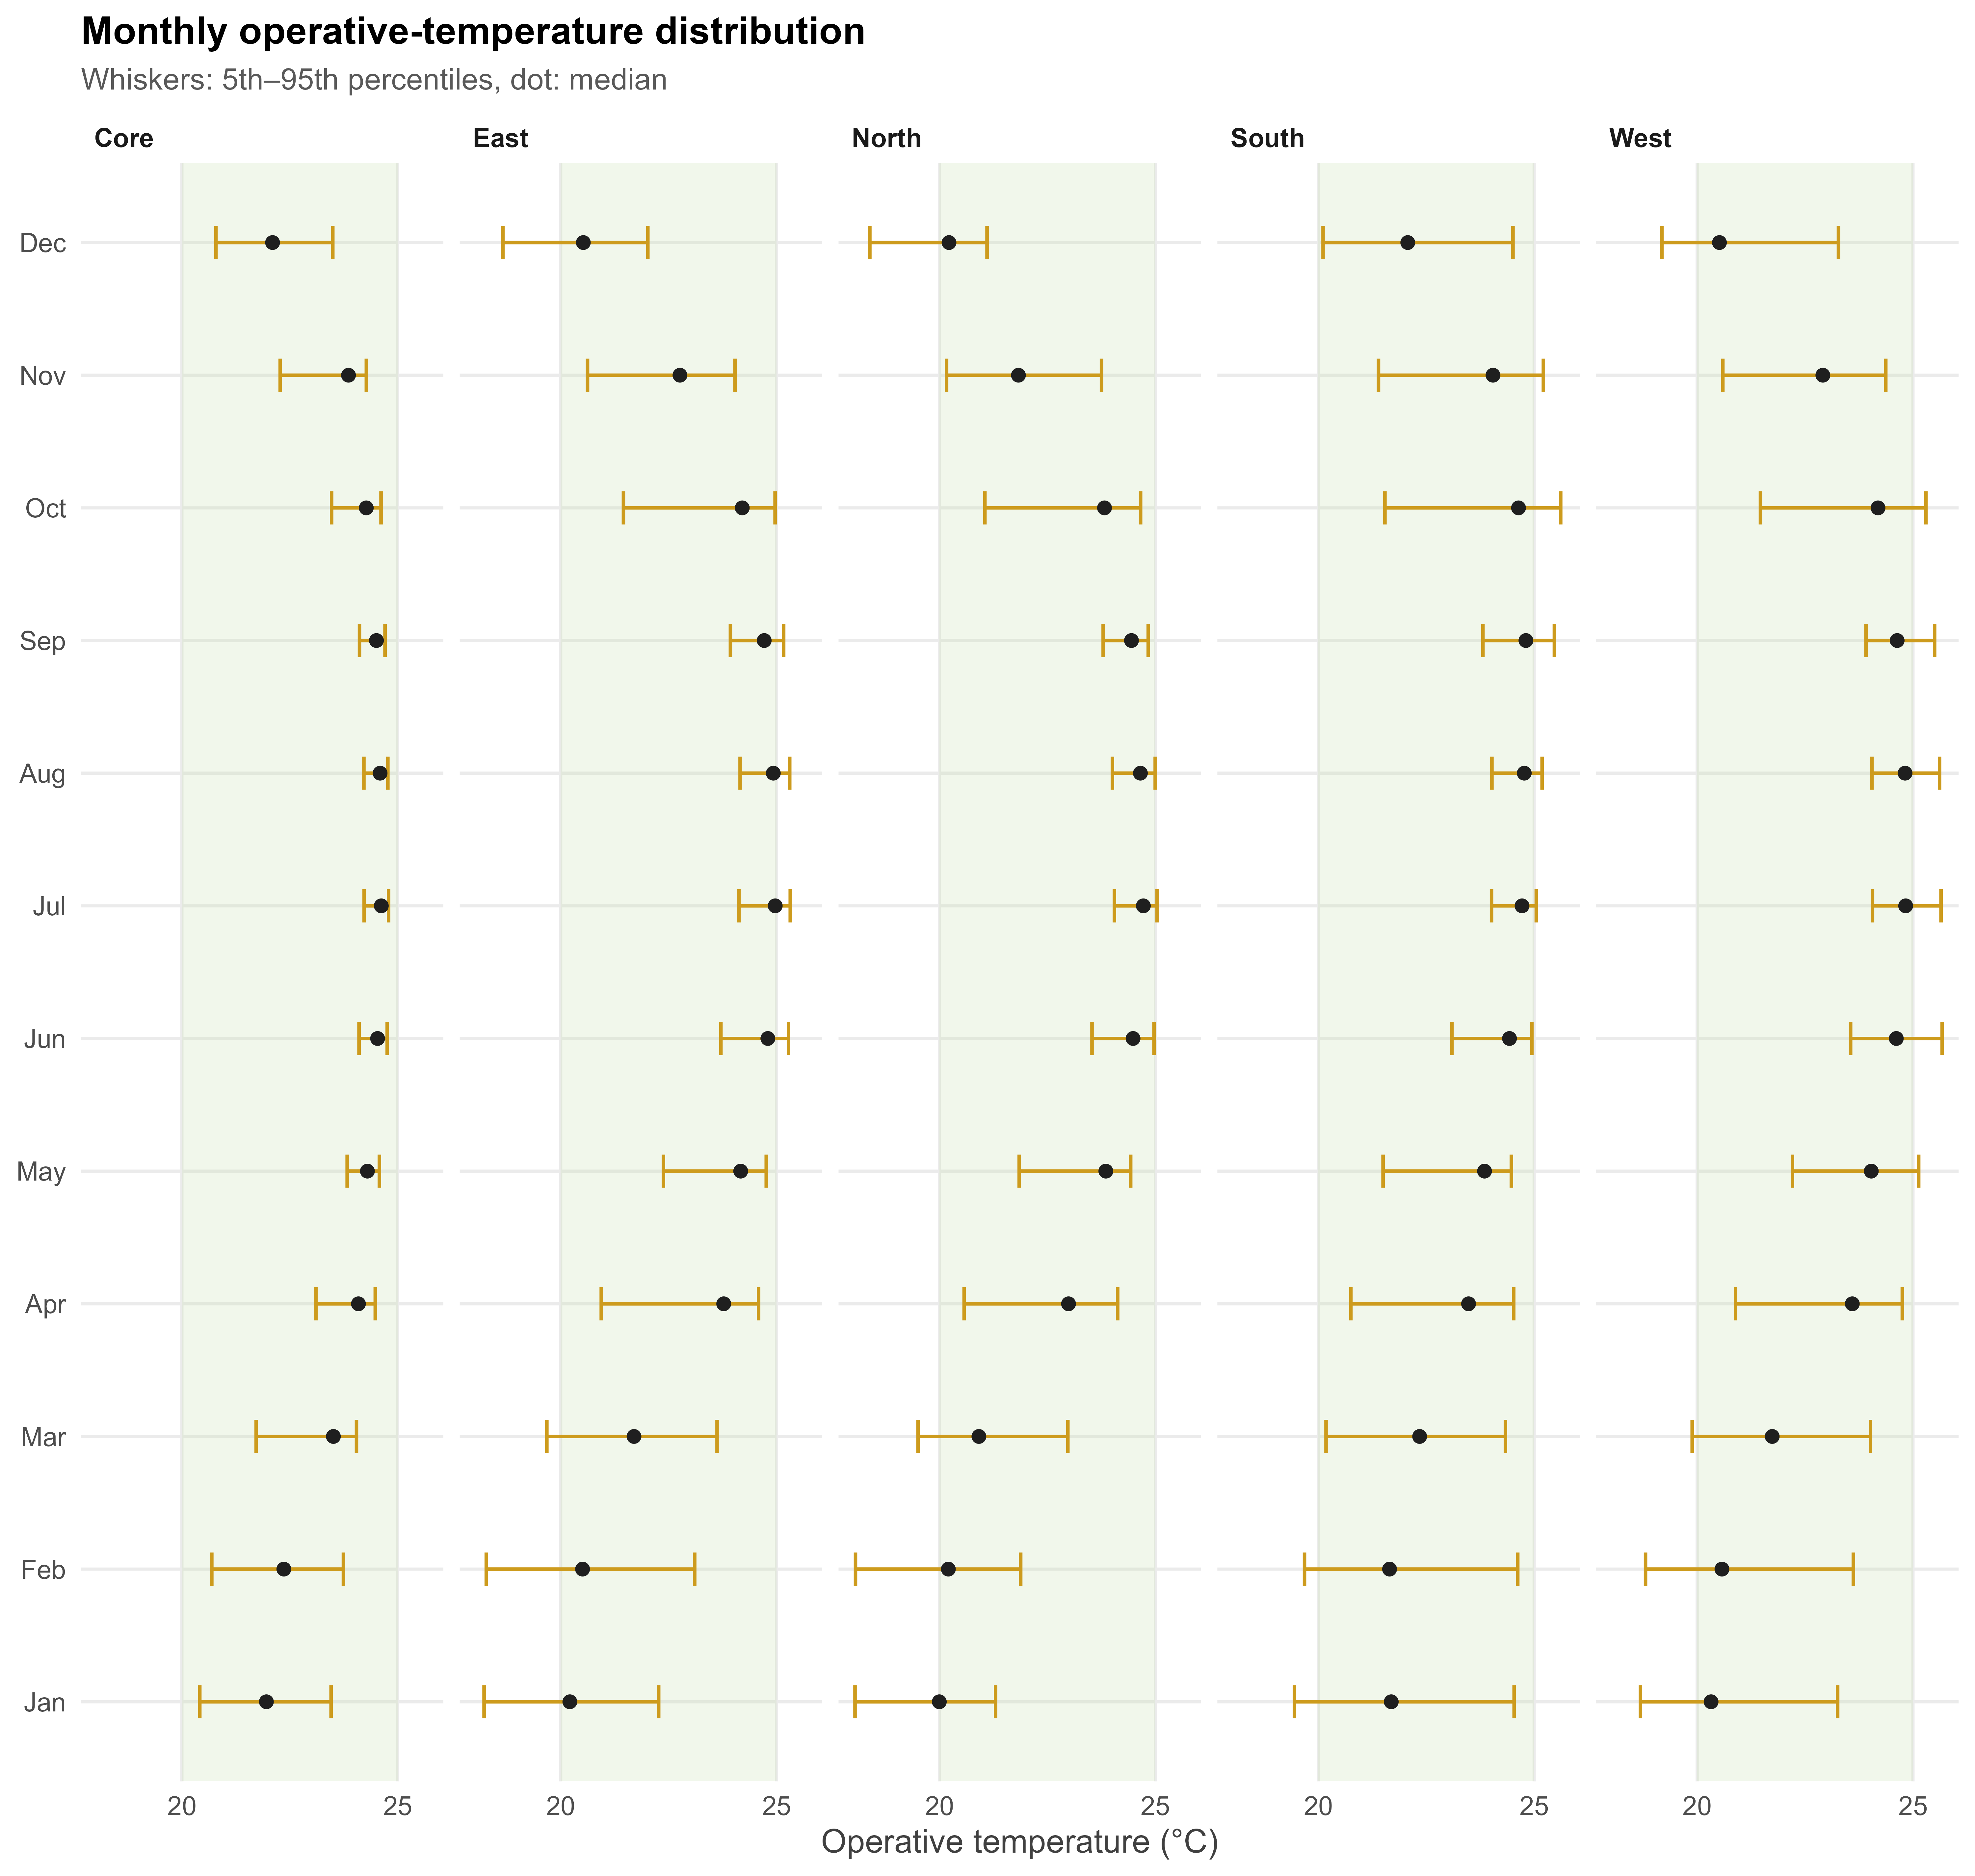 Monthly operative-temperature distribution
Whiskers: 5th–95th percentiles, dot: median
Core East North South West
Dec
Nov
Oct
Sep
Aug
Jul
Jun
May
Apr
Mar
Feb
Jan
20 25 20 25 20 25 20 25 20 25
Operative temperature (°C)